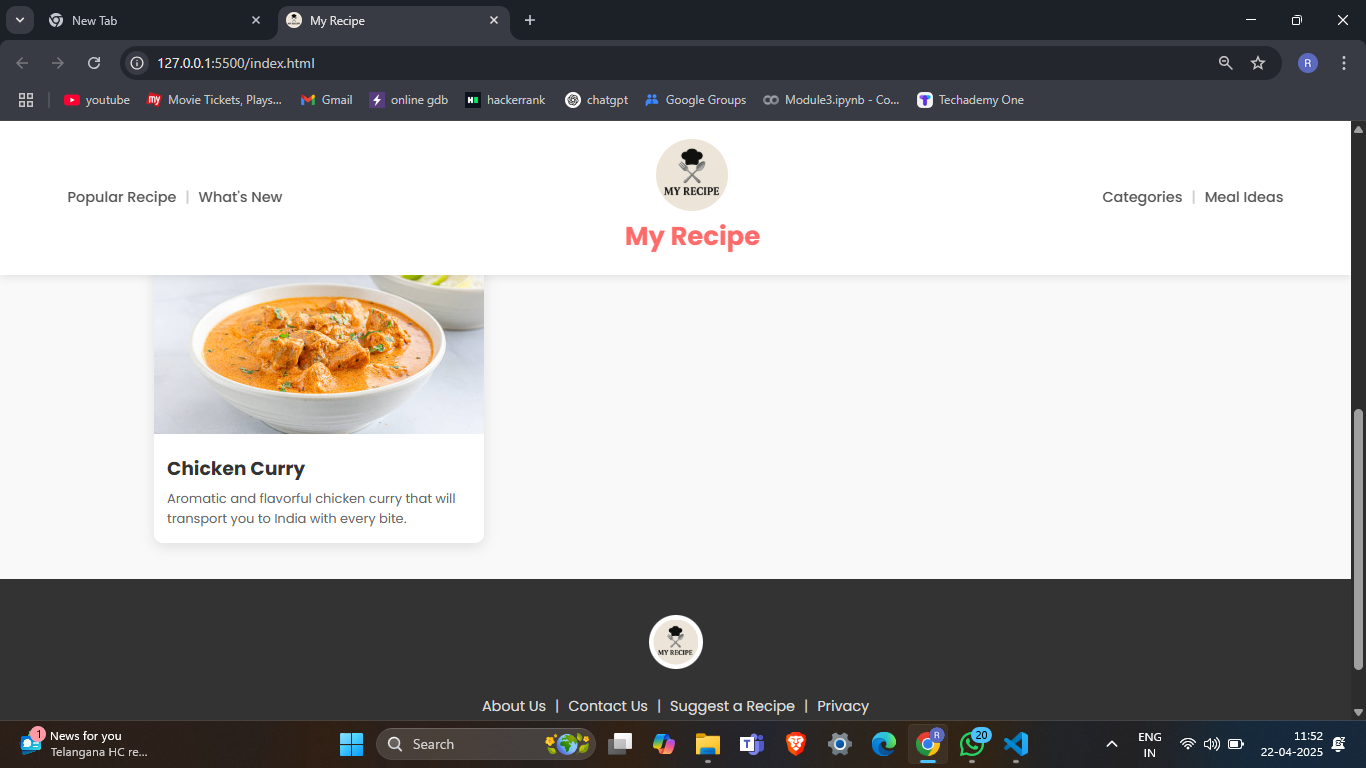 New Tab
My Recipe
127.0.0.1:5500/index.html
R
youtube
my Movie Tickets, Plays...
Gmail
online gdb
hackerrank
chatgpt
Google Groups
Module3.ipynb - Co...
Techademy One
Popular Recipe | What's New
MY RECIPE
My Recipe
Categories | Meal Ideas
Chicken Curry
Aromatic and flavorful chicken curry that will
transport you to India with every bite.
MY RECIPE
About Us | Contact Us | Suggest a Recipe | Privacy
1
News for you
Telangana HC re...
Search
R
20
ENG
IN
11:52
22-04-2025